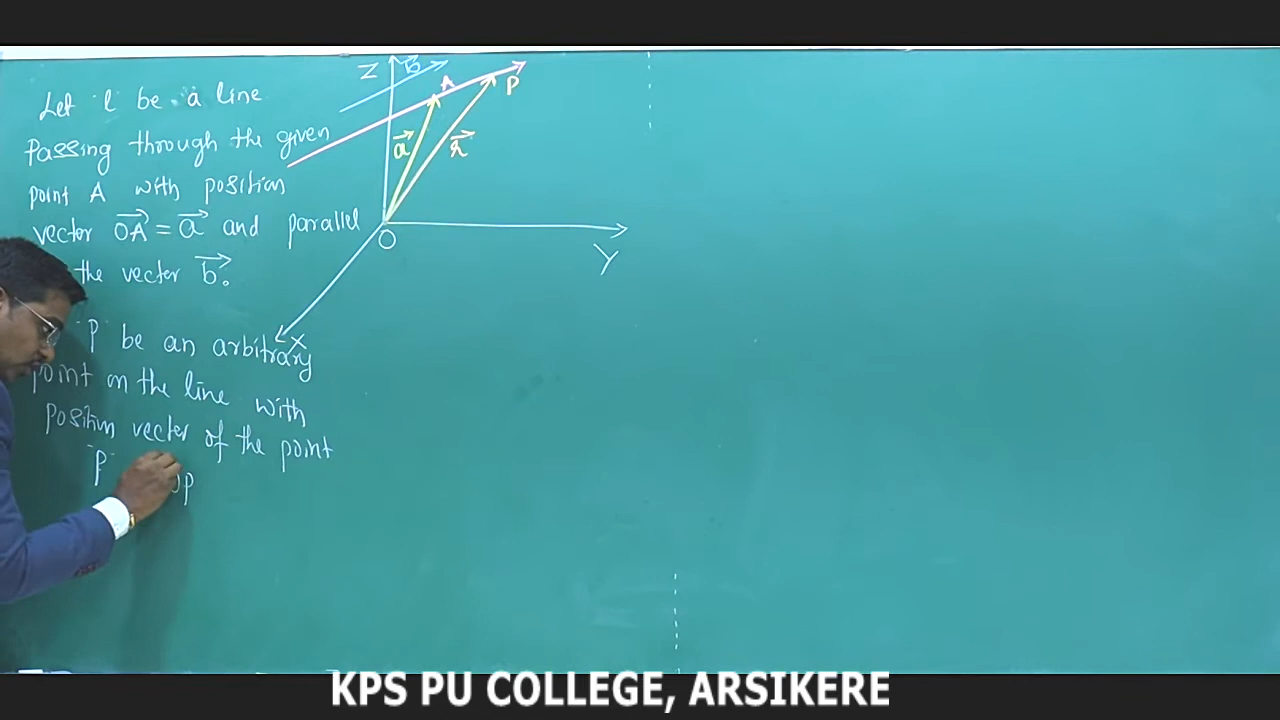 Let "l" be a line
passing through the given
point A with position
vector OA = a and parallel
the vector b.
"P" be an arbitrary
point on the line with
position vector of the point
"P" OP
Z
b
A
P
a
r
O
Y
X
KPS PU COLLEGE, ARSIKERE